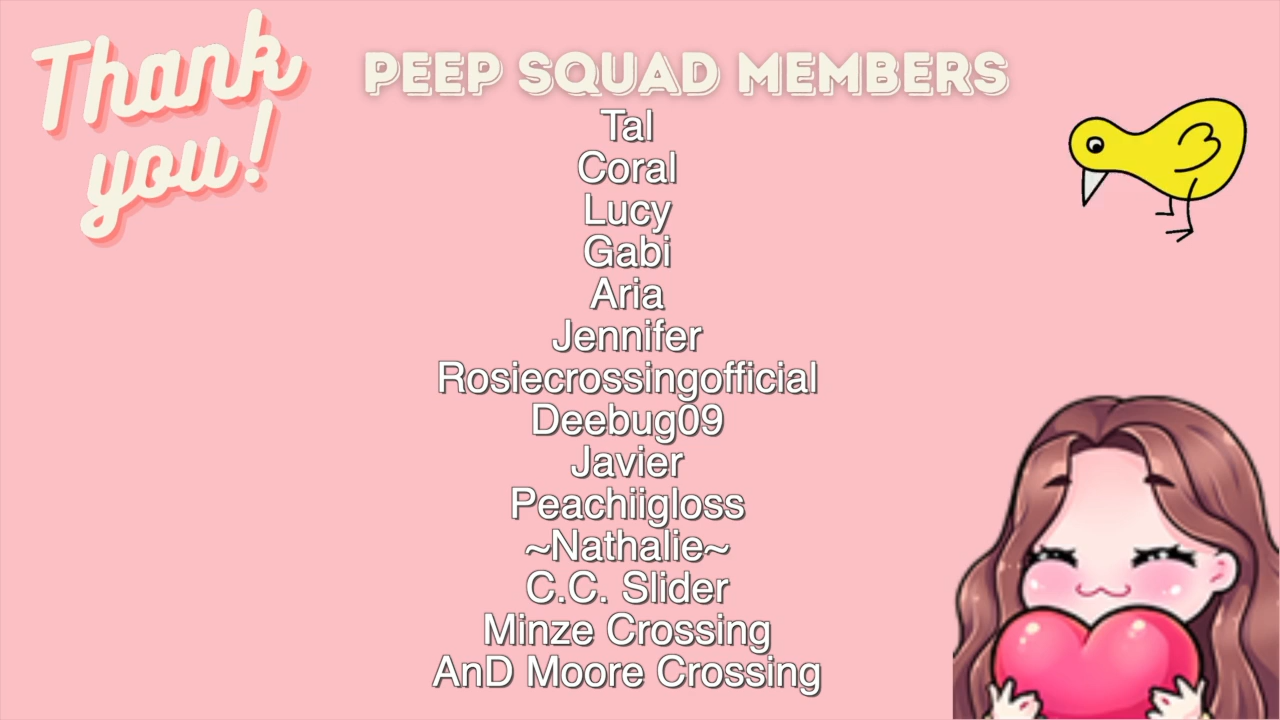 Thank
you!
PEEP SQUAD MEMBERS
Tal
Coral
Lucy
Gabi
Aria
Jennifer
Rosiecrossingofficial
Deebug09
Javier
Peachiigloss
~Nathalie~
C.C. Slider
Minze Crossing
AnD Moore Crossing